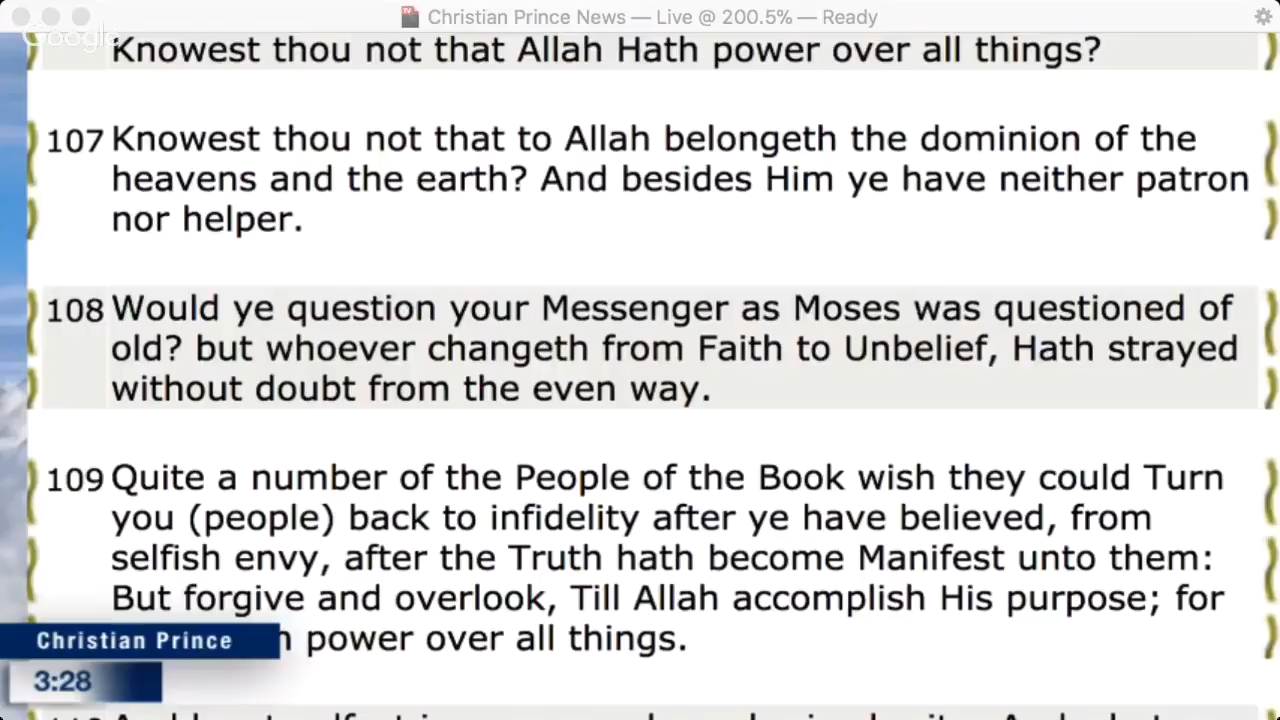 Christian Prince News — Live @ 200.5% — Ready
Google
Knowest thou not that Allah Hath power over all things?
107 Knowest thou not that to Allah belongeth the dominion of the
heavens and the earth? And besides Him ye have neither patron
nor helper.
108 Would ye question your Messenger as Moses was questioned of
old? but whoever changeth from Faith to Unbelief, Hath strayed
without doubt from the even way.
109 Quite a number of the People of the Book wish they could Turn
you (people) back to infidelity after ye have believed, from
selfish envy, after the Truth hath become Manifest unto them:
But forgive and overlook, Till Allah accomplish His purpose; for
power over all things.
Christian Prince
3:28